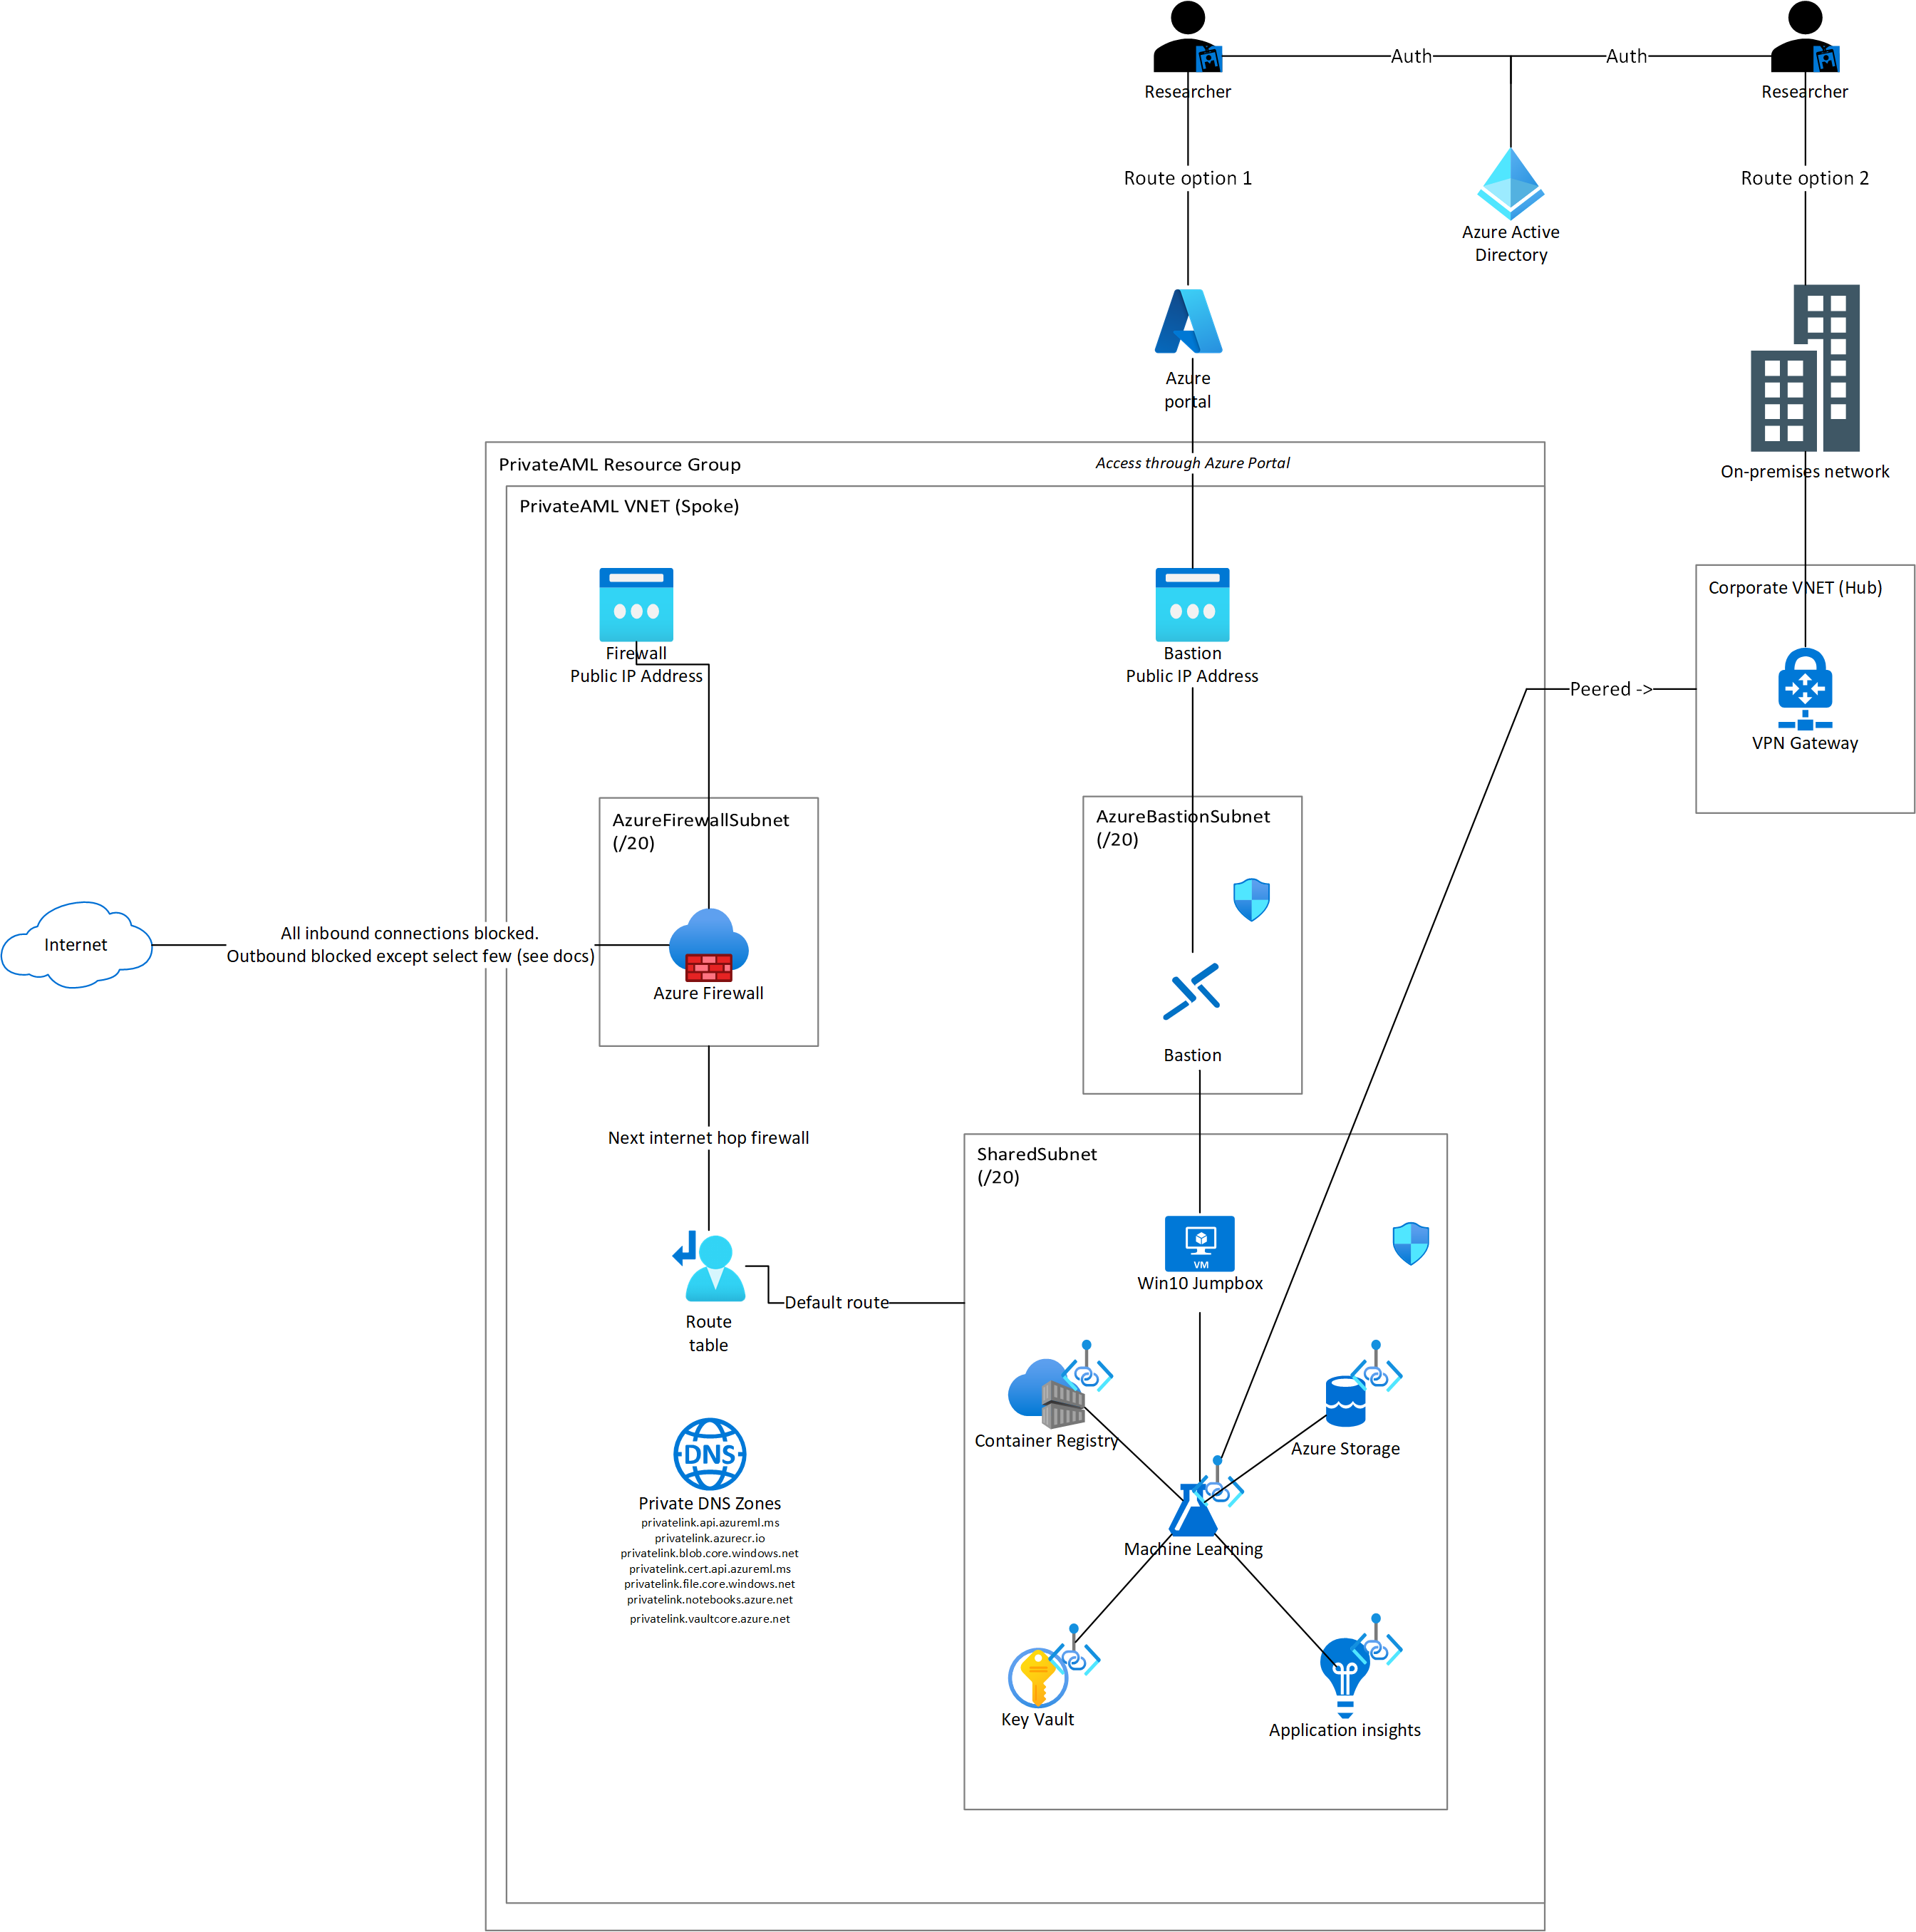 Auth
Auth
Researcher
Researcher
Route option 1
Route option 2
Azure Active
Directory
Azure
portal
On-premises network
PrivateAML Resource Group
Access through Azure Portal
PrivateAML VNET (Spoke)
Corporate VNET (Hub)
Firewall
Public IP Address
Bastion
Public IP Address
Peered ->
VPN Gateway
AzureFirewallSubnet
(/20)
AzureBastionSubnet
(/20)
Internet
All inbound connections blocked.
Outbound blocked except select few (see docs)
Azure Firewall
Bastion
Next internet hop firewall
SharedSubnet
(/20)
VM
Win10 Jumpbox
Default route
Route
table
Container Registry
Azure Storage
DNS
Private DNS Zones
privatelink.api.azureml.ms
privatelink.azurecr.io
privatelink.blob.core.windows.net
privatelink.cert.api.azureml.ms
privatelink.file.core.windows.net
privatelink.notebooks.azure.net
privatelink.vaultcore.azure.net
Machine Learning
Key Vault
Application insights